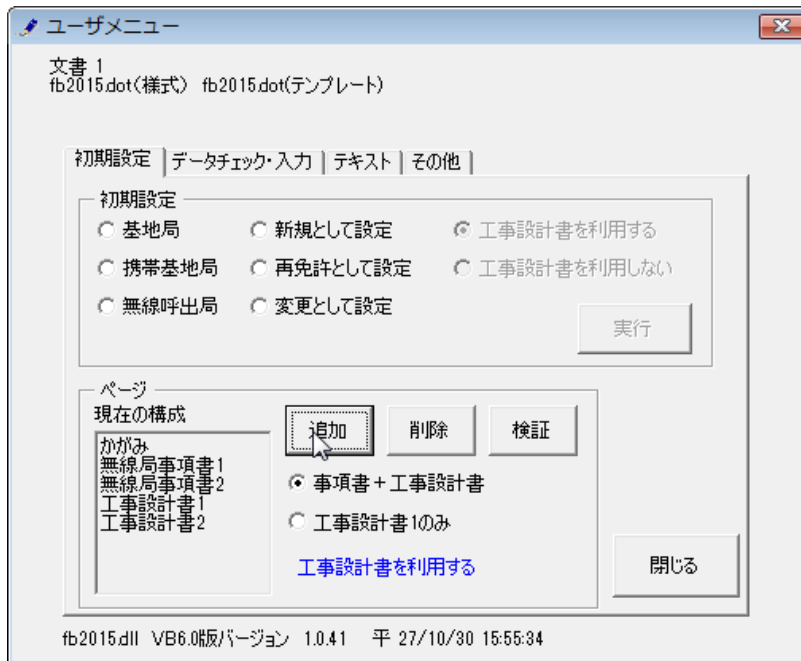 ユーザメニュー
文書 1
fb2015.dot(様式) fb2015.dot(テンプレート)
初期設定 データチェック・入力 テキスト その他
初期設定
基地局 新規として設定 工事設計書を利用する
携帯基地局 再免許として設定 工事設計書を利用しない
無線呼出局 変更として設定
実行
ページ
現在の構成
追加 削除 検証
かがみ
無線局事項書1
無線局事項書2
工事設計書1
工事設計書2
事項書+工事設計書
工事設計書1のみ
工事設計書を利用する
閉じる
fb2015.dll VB6.0版バージョン 1.0.41 平 27/10/30 15:55:34